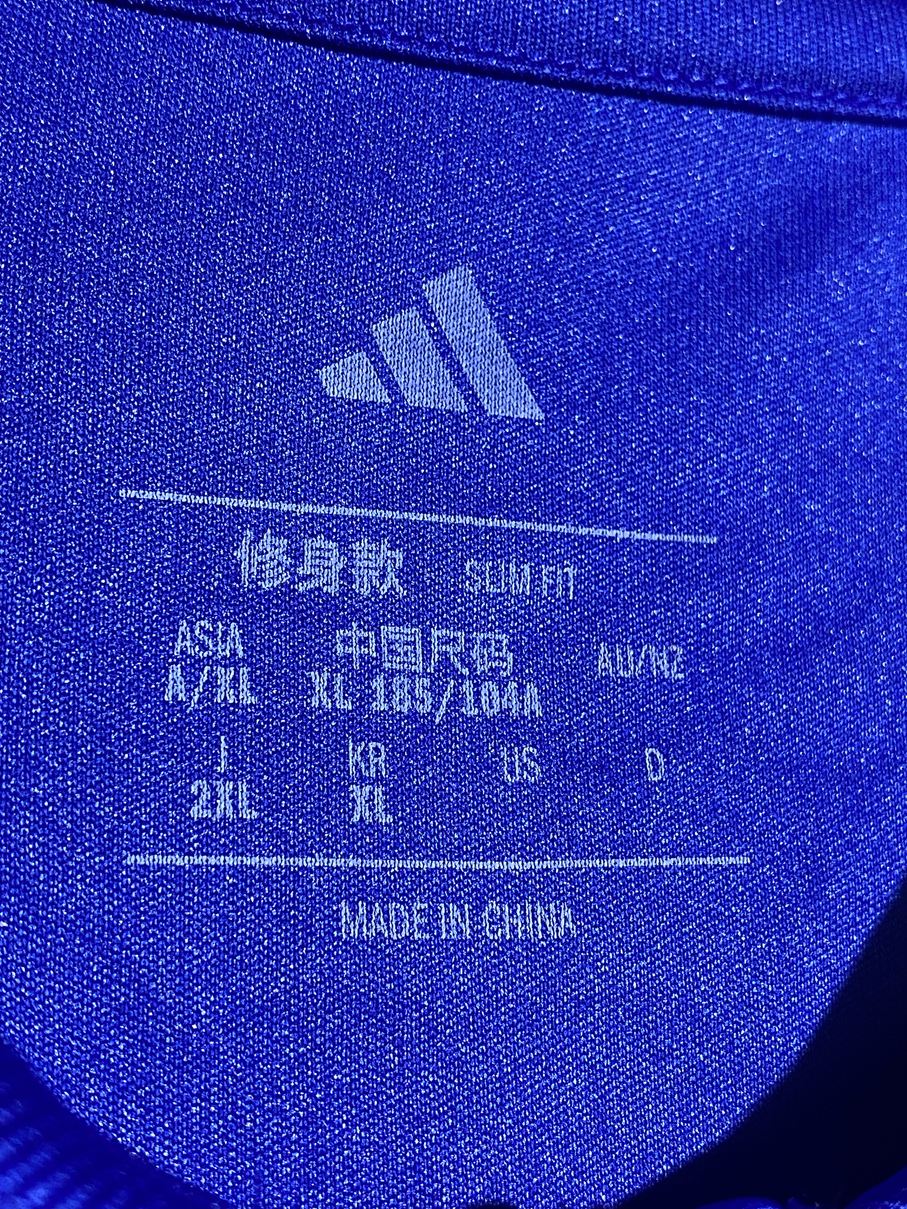 修身款 SLIM FIT
ASIA 中国尺码 AU/NZ
A/XL XL 185/104A
J KR US D
2XL XL
MADE IN CHINA